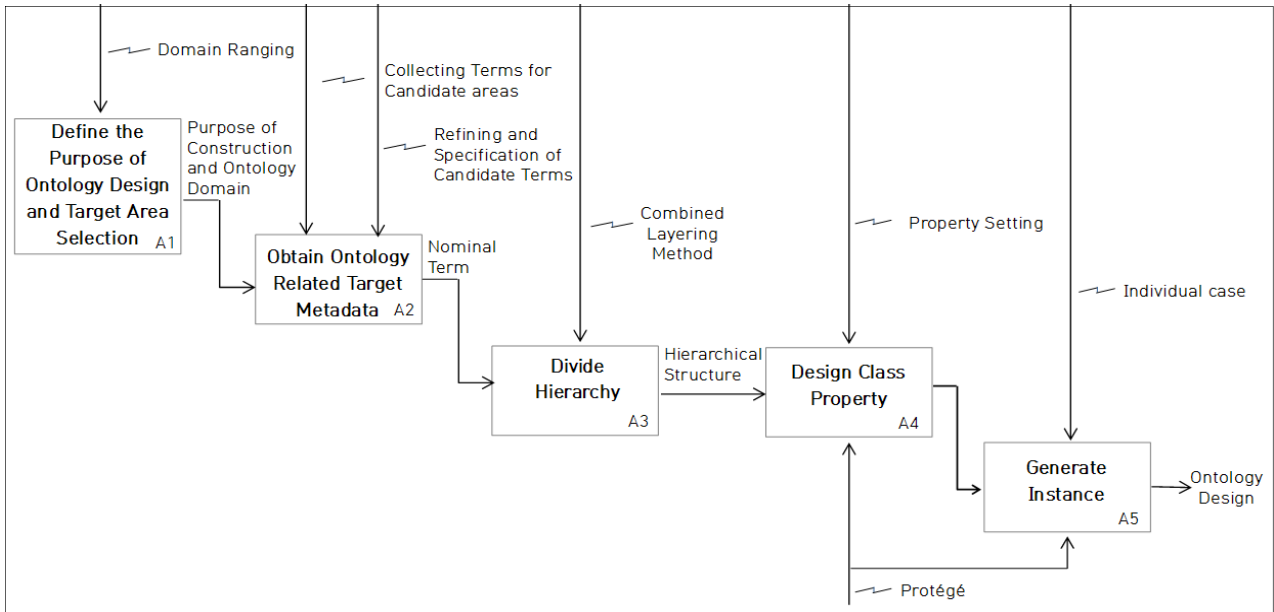 Domain Ranging
Collecting Terms for
Candidate areas
Define the
Purpose of
Ontology Design
and Target Area
Selection
A1
Purpose of
Construction
and Ontology
Domain
Refining and
Specification of
Candidate Terms
Combined
Layering
Method
Property Setting
Obtain Ontology
Related Target
Metadata
A2
Nominal
Term
Individual case
Divide
Hierarchy
A3
Hierarchical
Structure
Design Class
Property
A4
Generate
Instance
A5
Ontology
Design
Protégé